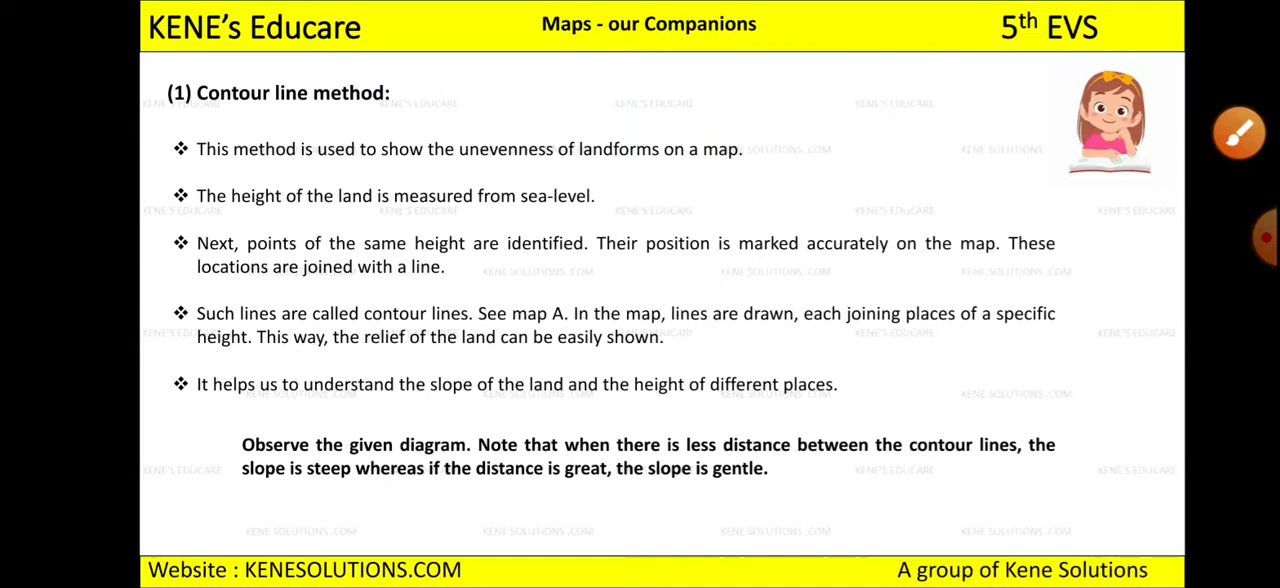 KENE's Educare
Maps - our Companions
5th EVS
(1) Contour line method:
❖ This method is used to show the unevenness of landforms on a map.
❖ The height of the land is measured from sea-level.
❖ Next, points of the same height are identified. Their position is marked accurately on the map. These
locations are joined with a line.
❖ Such lines are called contour lines. See map A. In the map, lines are drawn, each joining places of a specific
height. This way, the relief of the land can be easily shown.
❖ It helps us to understand the slope of the land and the height of different places.
Observe the given diagram. Note that when there is less distance between the contour lines, the
slope is steep whereas if the distance is great, the slope is gentle.
KENE'S EDUCARE
KENE SOLUTIONS .COM
Website : KENESOLUTIONS.COM
A group of Kene Solutions